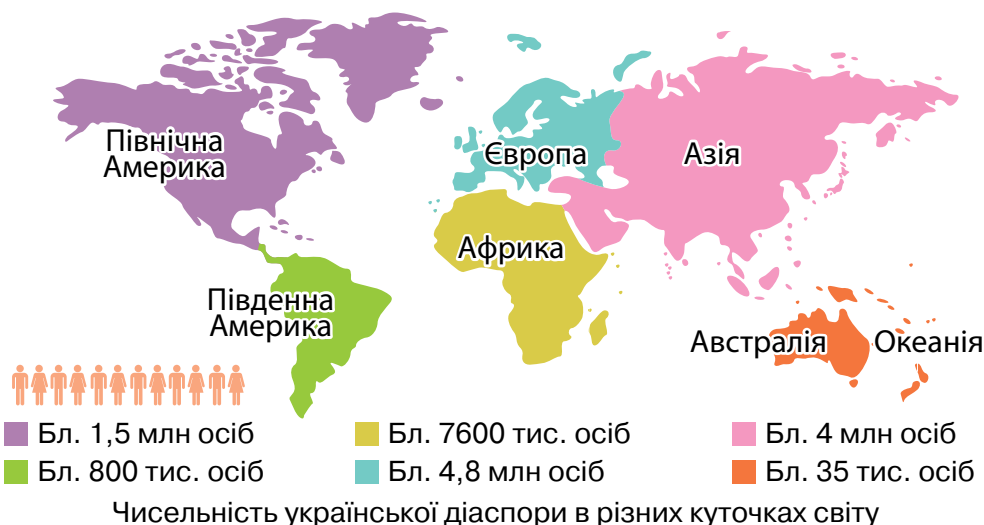 Північна
Америка
Європа
Азія
Африка
Південна
Америка
Австралія
Океанія
Бл. 1,5 млн осіб
Бл. 7600 тис. осіб
Бл. 4 млн осіб
Бл. 800 тис. осіб
Бл. 4,8 млн осіб
Бл. 35 тис. осіб
Чисельність української діаспори в різних куточках світу